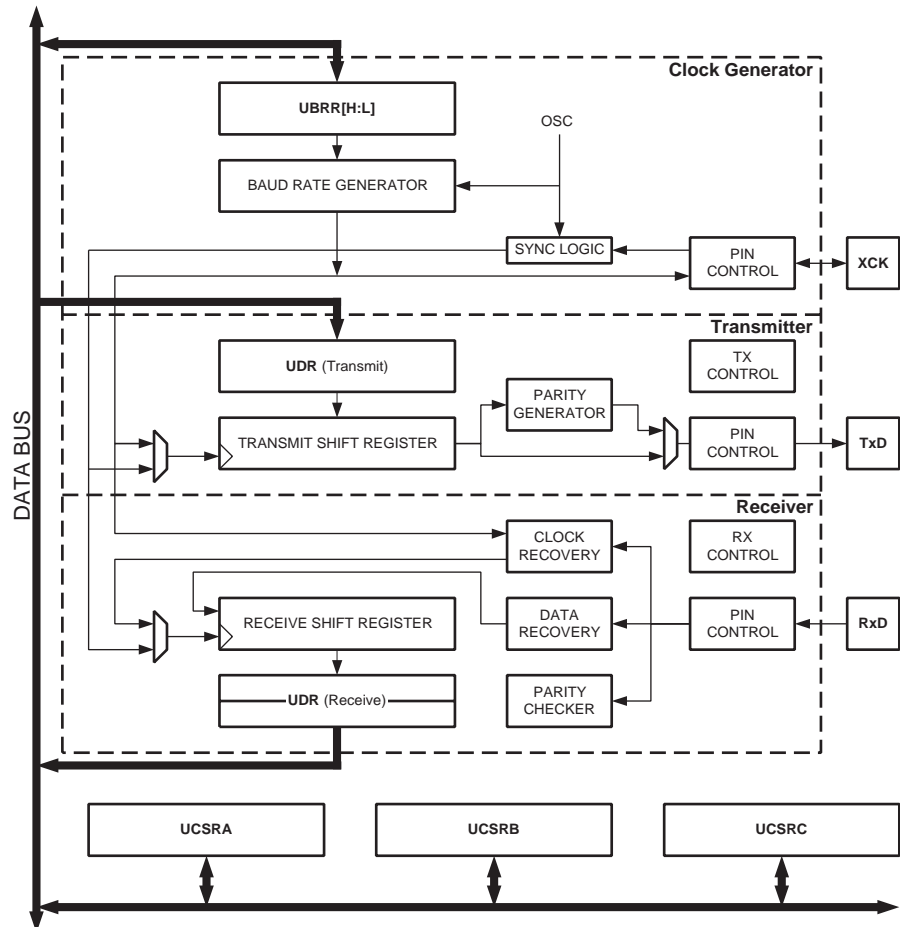 Clock Generator
UBRR[H:L]
OSC
BAUD RATE GENERATOR
SYNC LOGIC
PIN
CONTROL
XCK
Transmitter
UDR (Transmit)
TX
CONTROL
PARITY
GENERATOR
TRANSMIT SHIFT REGISTER
PIN
CONTROL
TxD
DATA BUS
Receiver
CLOCK
RECOVERY
RX
CONTROL
RECEIVE SHIFT REGISTER
DATA
RECOVERY
PIN
CONTROL
RxD
UDR (Receive)
PARITY
CHECKER
UCSRA
UCSRB
UCSRC